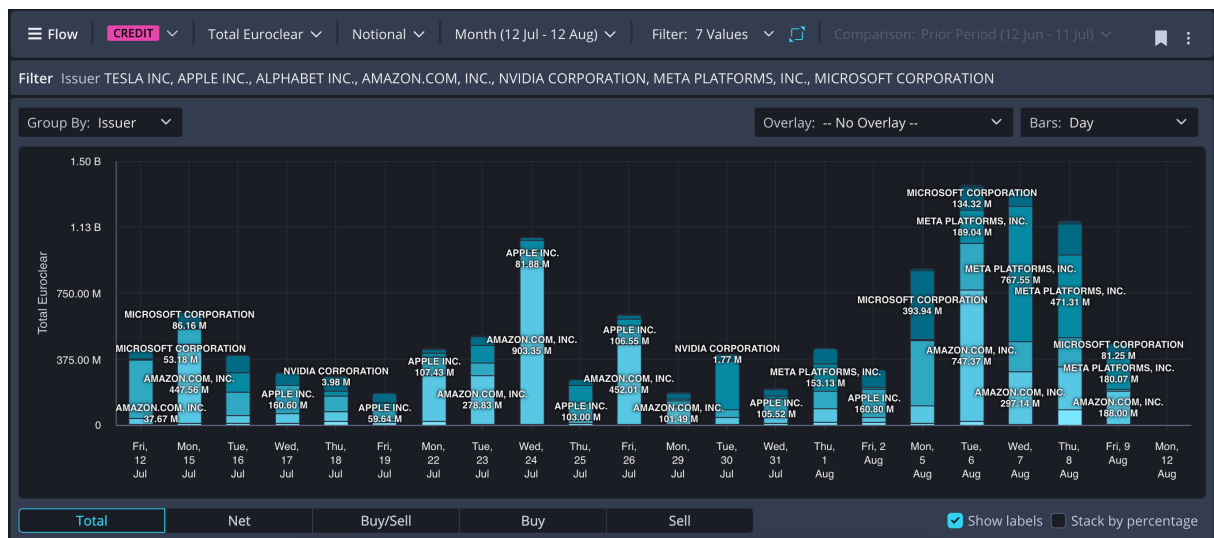 Flow CREDIT Total Euroclear Notional Month (12 Jul - 12 Aug) Filter: 7 Values Comparison: Prior Period (12 Jun - 11 Jul)
Filter Issuer TESLA INC, APPLE INC., ALPHABET INC., AMAZON.COM, INC., NVIDIA CORPORATION, META PLATFORMS, INC., MICROSOFT CORPORATION
Group By: Issuer Overlay: -- No Overlay -- Bars: Day
Total Euroclear
1.50 B
1.13 B
750.00 M
375.00 M
0
AMAZON.COM, INC.
37.67 M
MICROSOFT CORPORATION
53.18 M
MICROSOFT CORPORATION
86.16 M
AMAZON.COM, INC.
447.56 M
APPLE INC.
160.60 M
NVIDIA CORPORATION
3.98 M
APPLE INC.
59.64 M
APPLE INC.
107.43 M
AMAZON.COM, INC.
278.83 M
APPLE INC.
81.88 M
AMAZON.COM, INC.
903.35 M
APPLE INC.
103.00 M
APPLE INC.
106.55 M
AMAZON.COM, INC.
452.01 M
AMAZON.COM, INC.
101.49 M
NVIDIA CORPORATION
1.77 M
APPLE INC.
105.52 M
META PLATFORMS, INC.
153.13 M
APPLE INC.
160.80 M
MICROSOFT CORPORATION
393.94 M
MICROSOFT CORPORATION
134.32 M
META PLATFORMS, INC.
189.04 M
AMAZON.COM, INC.
747.37 M
META PLATFORMS, INC.
767.55 M
AMAZON.COM, INC.
297.14 M
META PLATFORMS, INC.
471.31 M
MICROSOFT CORPORATION
81.25 M
META PLATFORMS, INC.
180.07 M
AMAZON.COM, INC.
188.00 M
Fri, 12 Jul
Mon, 15 Jul
Tue, 16 Jul
Wed, 17 Jul
Thu, 18 Jul
Fri, 19 Jul
Mon, 22 Jul
Tue, 23 Jul
Wed, 24 Jul
Thu, 25 Jul
Fri, 26 Jul
Mon, 29 Jul
Tue, 30 Jul
Wed, 31 Jul
Thu, 1 Aug
Fri, 2 Aug
Mon, 5 Aug
Tue, 6 Aug
Wed, 7 Aug
Thu, 8 Aug
Fri, 9 Aug
Mon, 12 Aug
Total Net Buy/Sell Buy Sell Show labels Stack by percentage